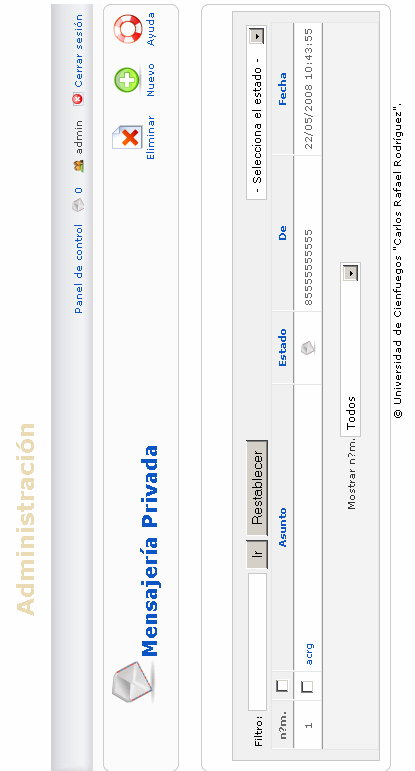 Administración
Panel de control 0 admin Cerrar sesión
Mensajería Privada
Eliminar Nuevo Ayuda
Filtro: Ir Restablecer - Selecciona el estado -
n?m. Asunto Estado De Fecha
1 acrg 85555555555 22/05/2008 10:43:55
Mostrar n?m. Todos
© Universidad de Cienfuegos "Carlos Rafael Rodríguez".